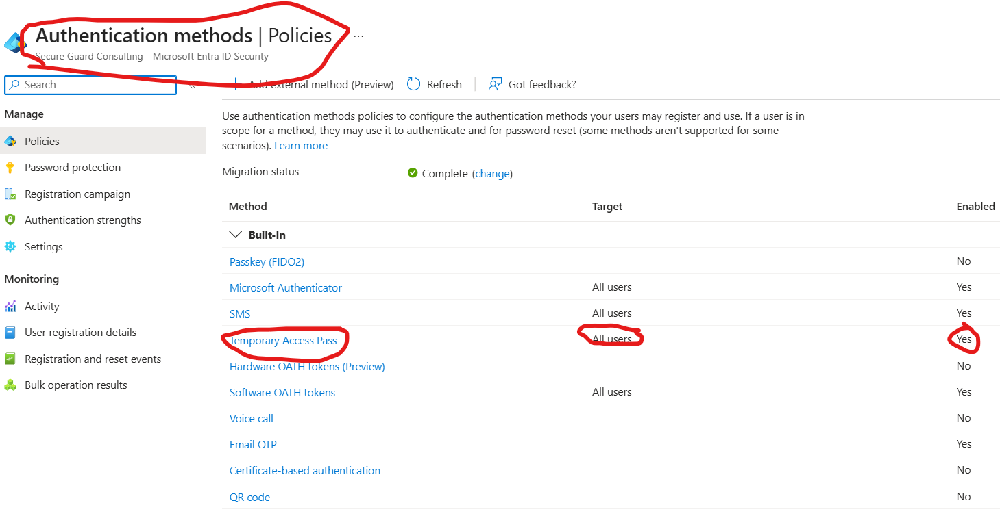 Authentication methods | Policies ...
Secure Guard Consulting - Microsoft Entra ID Security
Search
«
Add external method (Preview)
Refresh
Got feedback?
Manage
Policies
Password protection
Registration campaign
Authentication strengths
Settings
Monitoring
Activity
User registration details
Registration and reset events
Bulk operation results
Use authentication methods policies to configure the authentication methods your users may register and use. If a user is in
scope for a method, they may use it to authenticate and for password reset (some methods aren't supported for some
scenarios). Learn more
Migration status Complete (change)
Method Target Enabled
Built-In
Passkey (FIDO2) No
Microsoft Authenticator All users Yes
SMS All users Yes
Temporary Access Pass All users Yes
Hardware OATH tokens (Preview) No
Software OATH tokens All users Yes
Voice call No
Email OTP Yes
Certificate-based authentication No
QR code No